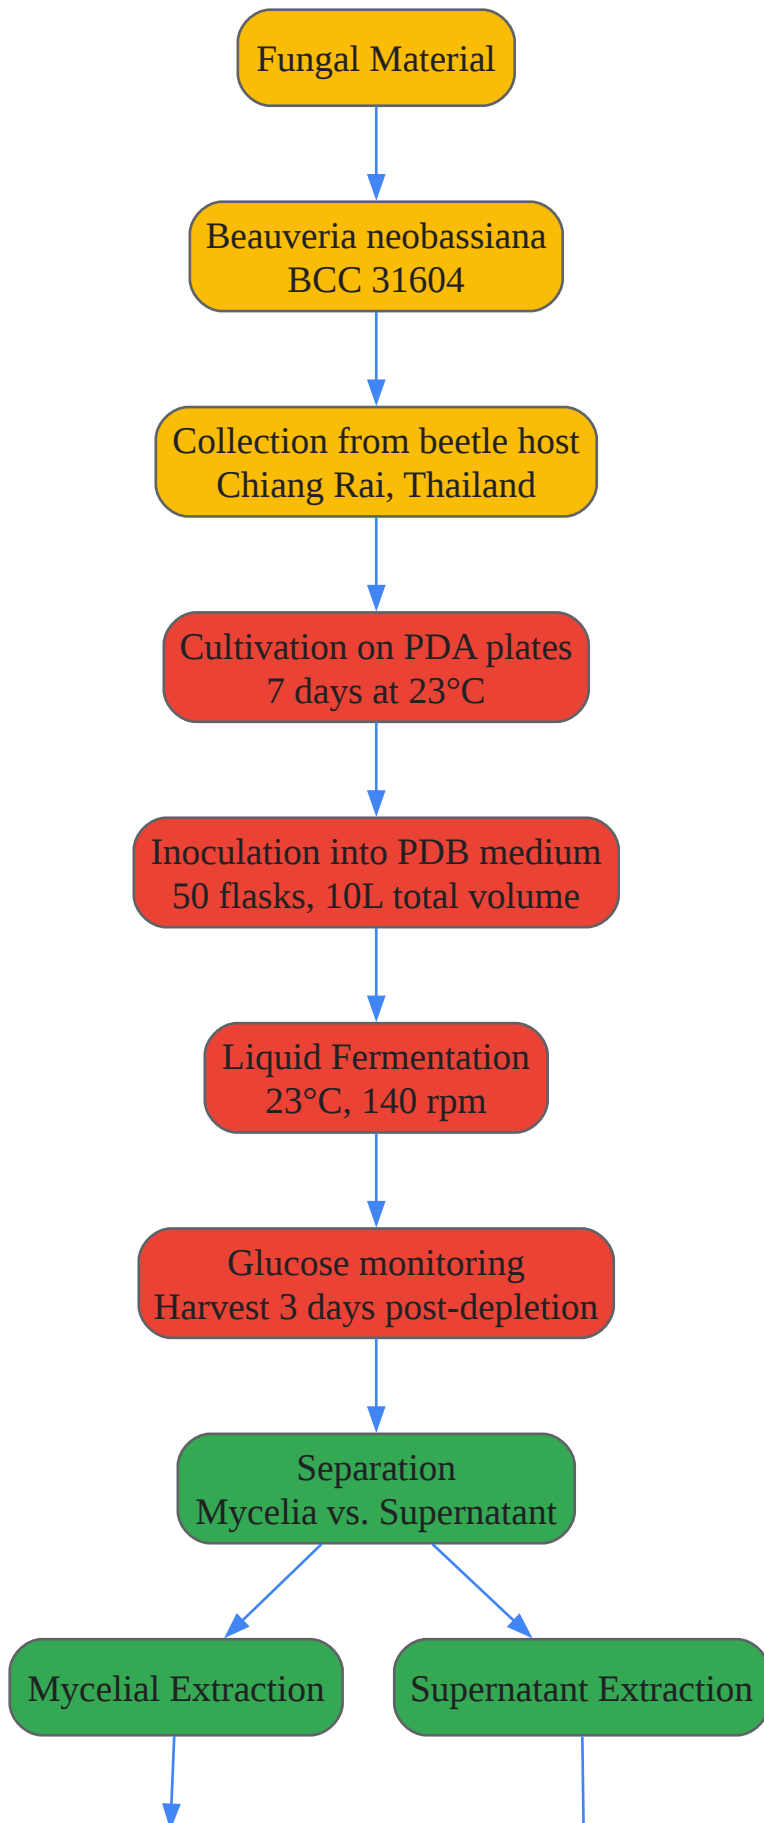 Fungal Material
Beauveria neobassiana
BCC 31604
Collection from beetle host
Chiang Rai, Thailand
Cultivation on PDA plates
7 days at 23°C
Inoculation into PDB medium
50 flasks, 10L total volume
Liquid Fermentation
23°C, 140 rpm
Glucose monitoring
Harvest 3 days post-depletion
Separation
Mycelia vs. Supernatant
Mycelial Extraction
Supernatant Extraction